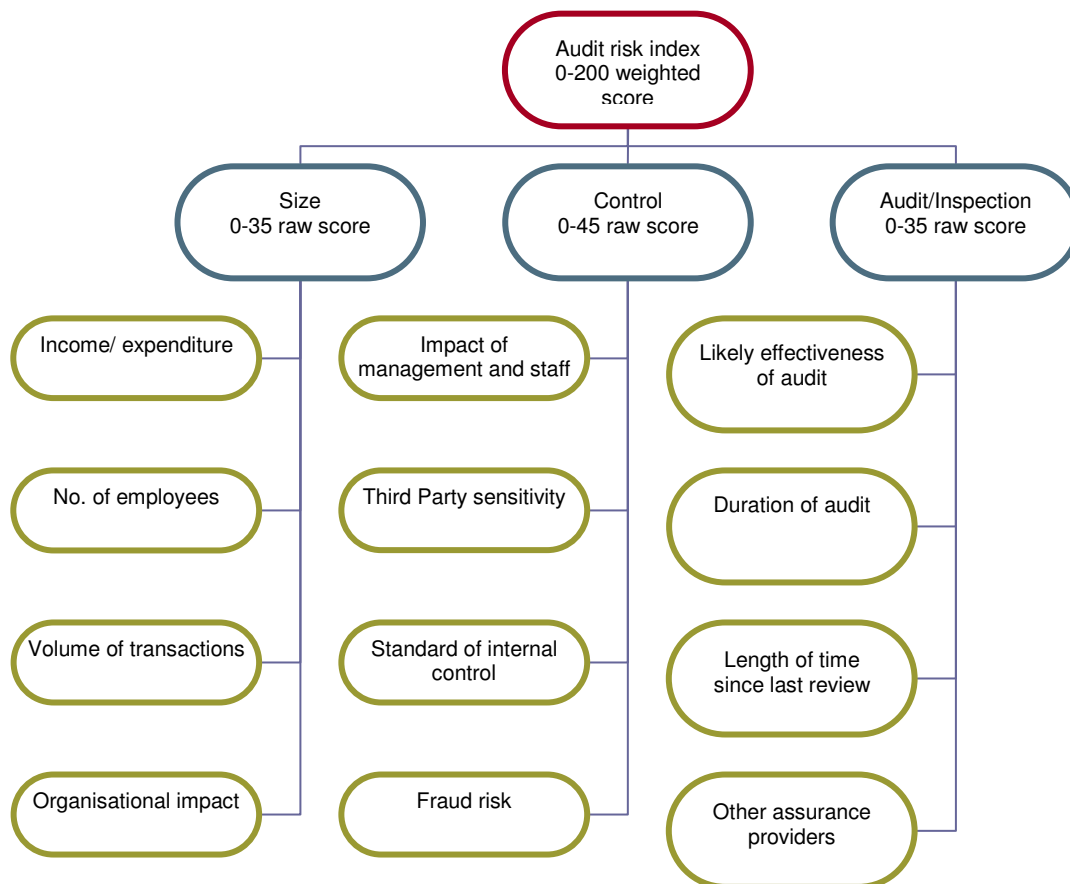 Audit risk index
0-200 weighted
score
Size
0-35 raw score
Control
0-45 raw score
Audit/Inspection
0-35 raw score
Income/ expenditure
Impact of
management and staff
Likely effectiveness
of audit
No. of employees
Third Party sensitivity
Duration of audit
Volume of transactions
Standard of internal
control
Length of time
since last review
Organisational impact
Fraud risk
Other assurance
providers